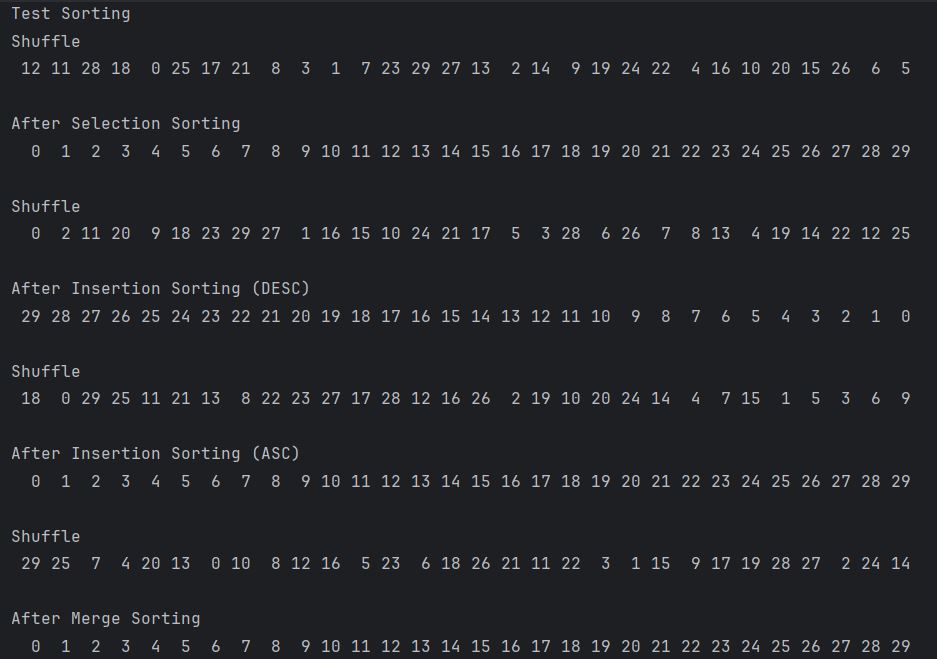 Test Sorting
Shuffle
12 11 28 18  0 25 17 21  8  3  1  7 23 29 27 13  2 14  9 19 24 22  4 16 10 20 15 26  6  5
After Selection Sorting
0  1  2  3  4  5  6  7  8  9 10 11 12 13 14 15 16 17 18 19 20 21 22 23 24 25 26 27 28 29
Shuffle
0  2 11 20  9 18 23 29 27  1 16 15 10 24 21 17  5  3 28  6 26  7  8 13  4 19 14 22 12 25
After Insertion Sorting (DESC)
29 28 27 26 25 24 23 22 21 20 19 18 17 16 15 14 13 12 11 10  9  8  7  6  5  4  3  2  1  0
Shuffle
18  0 29 25 11 21 13  8 22 23 27 17 28 12 16 26  2 19 10 20 24 14  4  7 15  1  5  3  6  9
After Insertion Sorting (ASC)
0  1  2  3  4  5  6  7  8  9 10 11 12 13 14 15 16 17 18 19 20 21 22 23 24 25 26 27 28 29
Shuffle
29 25  7  4 20 13  0 10  8 12 16  5 23  6 18 26 21 11 22  3  1 15  9 17 19 28 27  2 24 14
After Merge Sorting
0  1  2  3  4  5  6  7  8  9 10 11 12 13 14 15 16 17 18 19 20 21 22 23 24 25 26 27 28 29